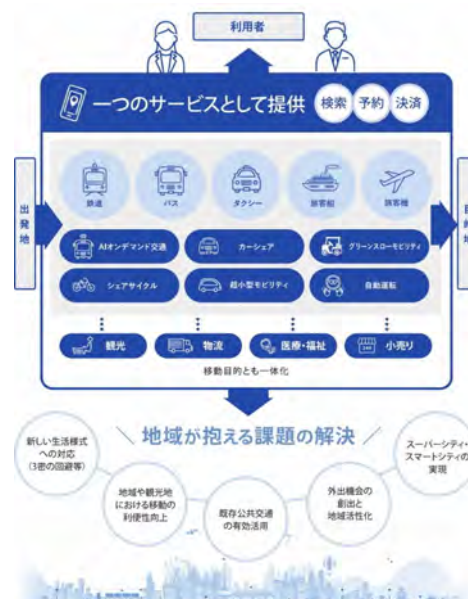 利用者
一つのサービスとして提供
検索
予約
決済
出発地
鉄道
バス
タクシー
旅客船
旅客機
AIオンデマンド交通
カーシェア
グリーンスローモビリティ
シェアサイクル
超小型モビリティ
自動運転
観光
物流
医療・福祉
小売り
移動目的とも一体化
地域が抱える課題の解決
新しい生活様式
への対応
(3密の回避等)
地域や観光地
における移動の
利便性向上
既存公共交通
の有効活用
外出機会の
創出と
地域活性化
スーパーシティ・
スマートシティの
実現